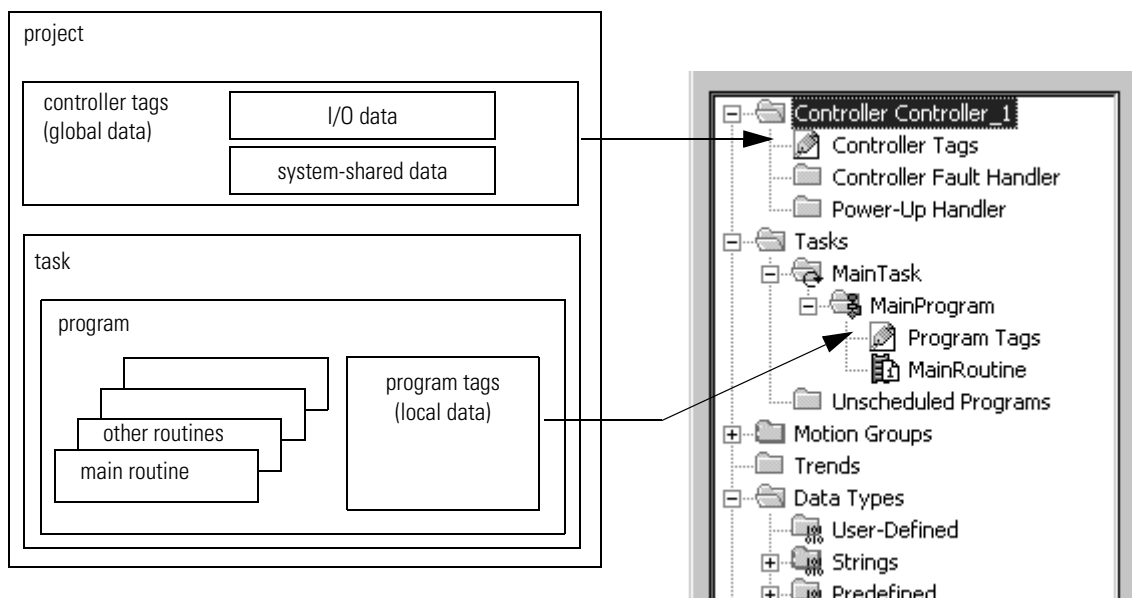 project
controller tags
(global data)
I/O data
system-shared data
task
program
other routines
main routine
program tags
(local data)
Controller Controller_1
Controller Tags
Controller Fault Handler
Power-Up Handler
Tasks
MainTask
MainProgram
Program Tags
MainRoutine
Unscheduled Programs
Motion Groups
Trends
Data Types
User-Defined
Strings
Predefined